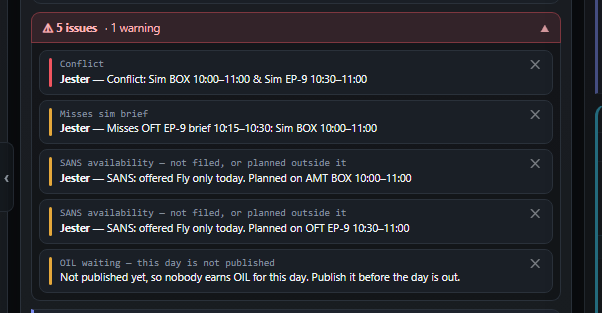 ⚠ 5 issues · 1 warning ▲
Conflict
Jester — Conflict: Sim BOX 10:00–11:00 & Sim EP-9 10:30–11:00
Misses sim brief
Jester — Misses OFT EP-9 brief 10:15–10:30: Sim BOX 10:00–11:00
SANS availability — not filed, or planned outside it
Jester — SANS: offered Fly only today. Planned on AMT BOX 10:00–11:00
SANS availability — not filed, or planned outside it
Jester — SANS: offered Fly only today. Planned on OFT EP-9 10:30–11:00
OIL waiting — this day is not published
Not published yet, so nobody earns OIL for this day. Publish it before the day is out.